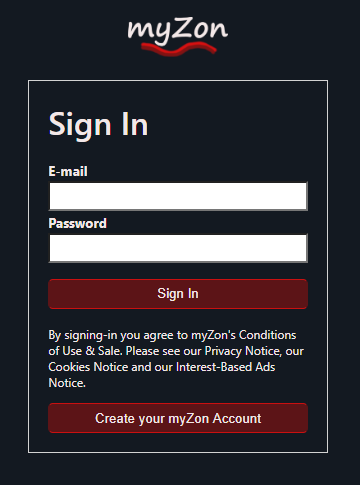 myZon
Sign In
E-mail
Password
Sign In
By signing-in you agree to myZon's Conditions
of Use & Sale. Please see our Privacy Notice, our
Cookies Notice and our Interest-Based Ads
Notice.
Create your myZon Account